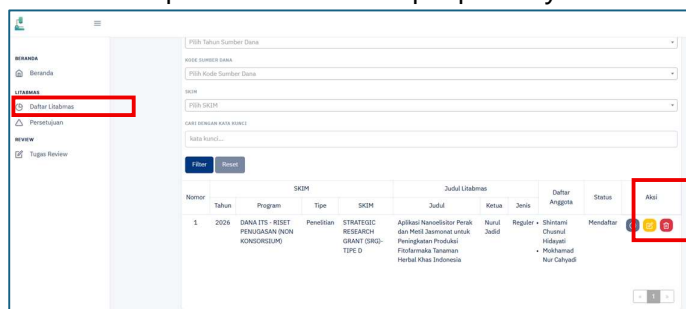 Pilih Tahun Sumber Dana
BERANDA
KODE SUMBER DANA
Beranda
Pilih Kode Sumber Dana
LITABMAS
SKIM
Daftar Litabmas
Pilih SKIM
Persetujuan
CARI DENGAN KATA KUNCI
REVIEW
kata kunci...
Tugas Review
Filter Reset
Nomor SKIM Judul Litabmas Daftar Anggota Status Aksi
Tahun Program Tipe SKIM Judul Ketua Jenis
1 2026 DANA ITS - RISET PENUGASAN (NON KONSORSIUM) Penelitian STRATEGIC RESEARCH GRANT (SRG)- TIPE D Aplikasi Nanoelisitor Perak dan Metil Jasmonat untuk Peningkatan Produksi Fitofarmaka Tanaman Herbal Khas Indonesia Nurul Jadid Reguler • Shintami Chusnul Hidayati • Mokhamad Nur Cahyadi Mendaftar
‹ 1 ›